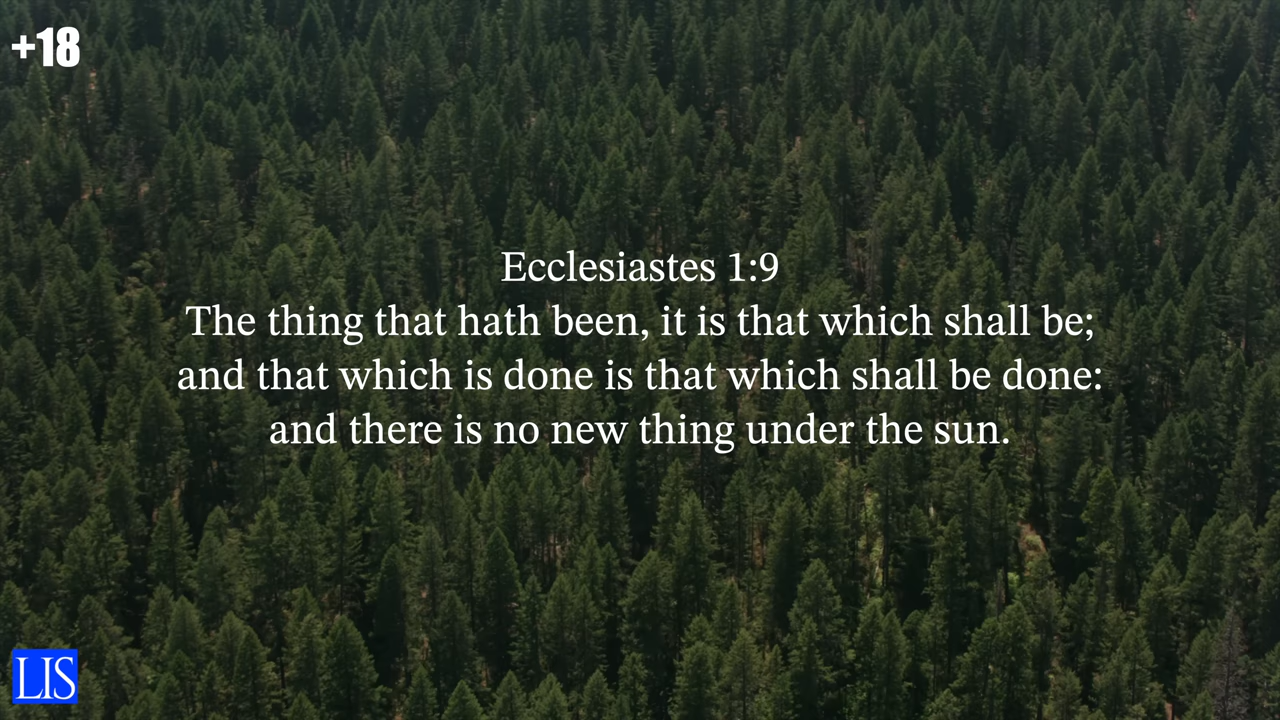 +18
Ecclesiastes 1:9
The thing that hath been, it is that which shall be;
and that which is done is that which shall be done:
and there is no new thing under the sun.
LIS